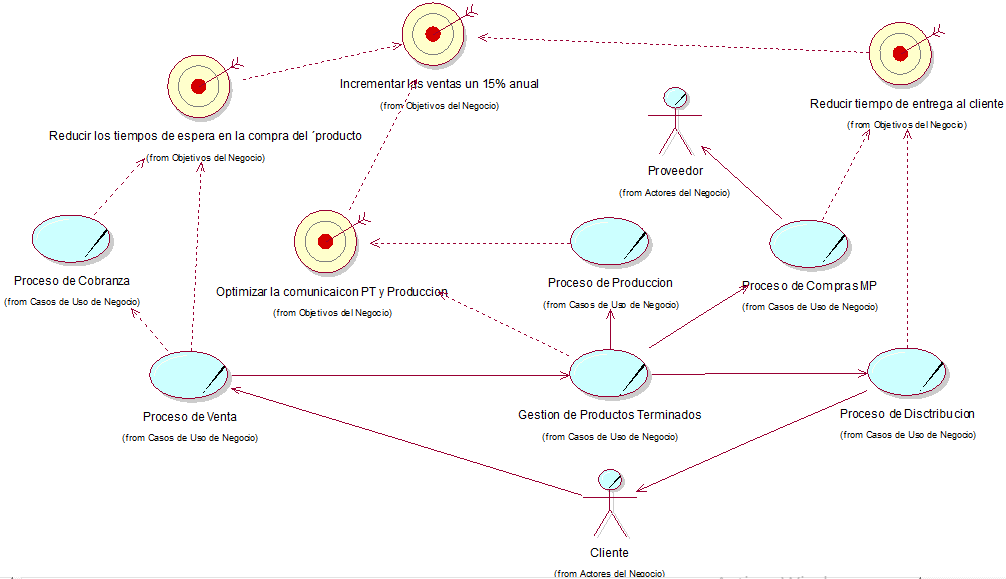 Incrementar las ventas un 15% anual
(from Objetivos del Negocio)
Reducir tiempo de entrega al cliente
(from Objetivos del Negocio)
Reducir los tiempos de espera en la compra del ´producto
(from Objetivos del Negocio)
Proveedor
(from Actores del Negocio)
Proceso de Cobranza
(from Casos de Uso de Negocio)
Optimizar la comunicaicon PT y Produccion
(from Objetivos del Negocio)
Proceso de Produccion
(from Casos de Uso de Negocio)
Proceso de Compras MP
(from Casos de Uso de Negocio)
Proceso de Venta
(from Casos de Uso de Negocio)
Gestion de Productos Terminados
(from Casos de Uso de Negocio)
Proceso de Disctribucion
(from Casos de Uso de Negocio)
Cliente
(from Actores del Negocio)